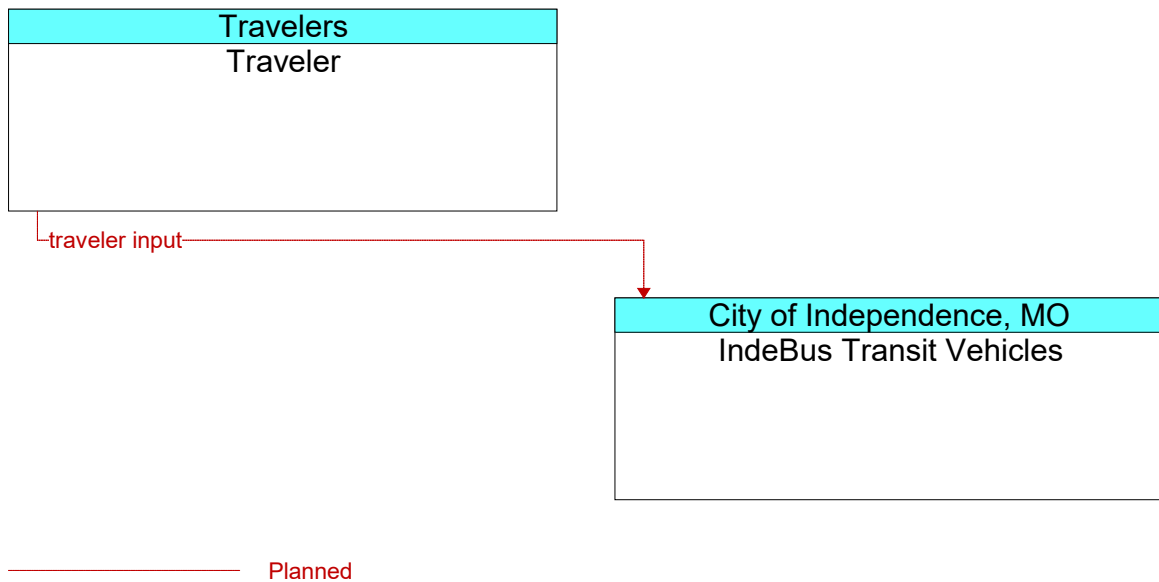 Travelers
Traveler
traveler input
City of Independence, MO
IndeBus Transit Vehicles
Planned